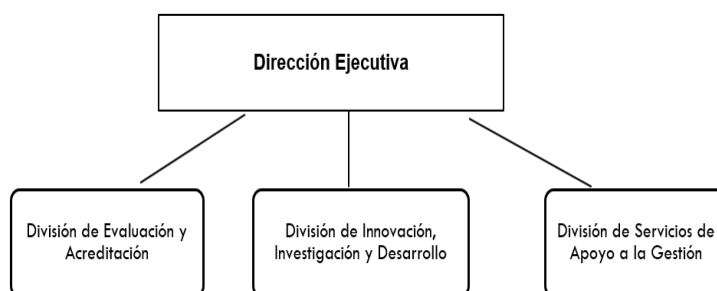 Dirección Ejecutiva
División de Evaluación y
Acreditación
División de Innovación,
Investigación y Desarrollo
División de Servicios de
Apoyo a la Gestión